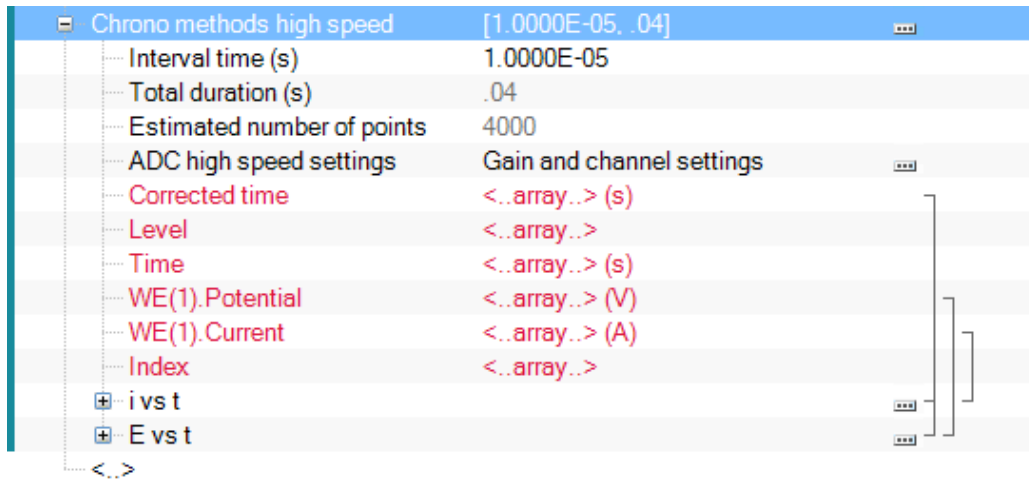 Chrono methods high speed [1.0000E-05, .04]
Interval time (s) 1.0000E-05
Total duration (s) .04
Estimated number of points 4000
ADC high speed settings Gain and channel settings
Corrected time <..array..> (s)
Level <..array..>
Time <..array..> (s)
WE(1).Potential <..array..> (V)
WE(1).Current <..array..> (A)
Index <..array..>
i vs t
E vs t
<..>